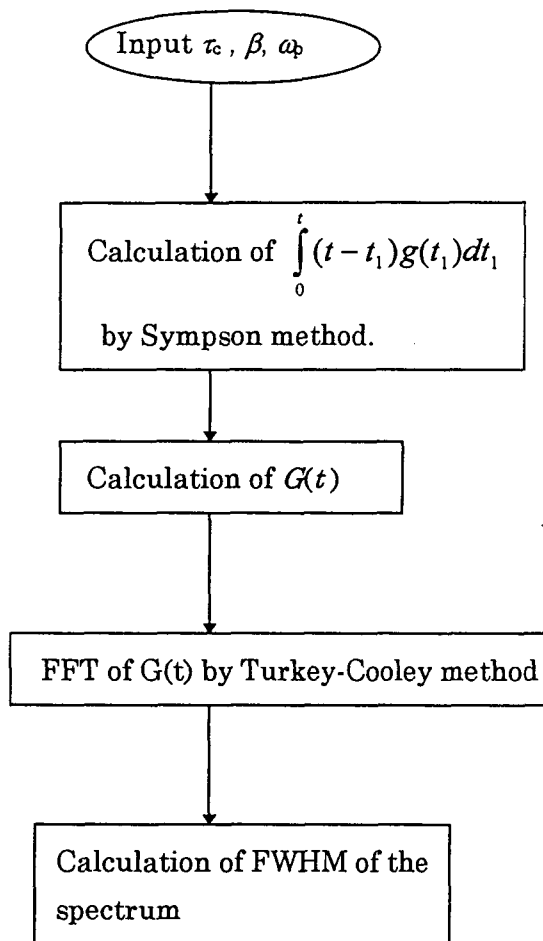 Input τc , β, ωp
Calculation of ∫₀ᵗ(t − t₁)g(t₁)dt₁
by Sympson method.
Calculation of G(t)
FFT of G(t) by Turkey-Cooley method
Calculation of FWHM of the
spectrum